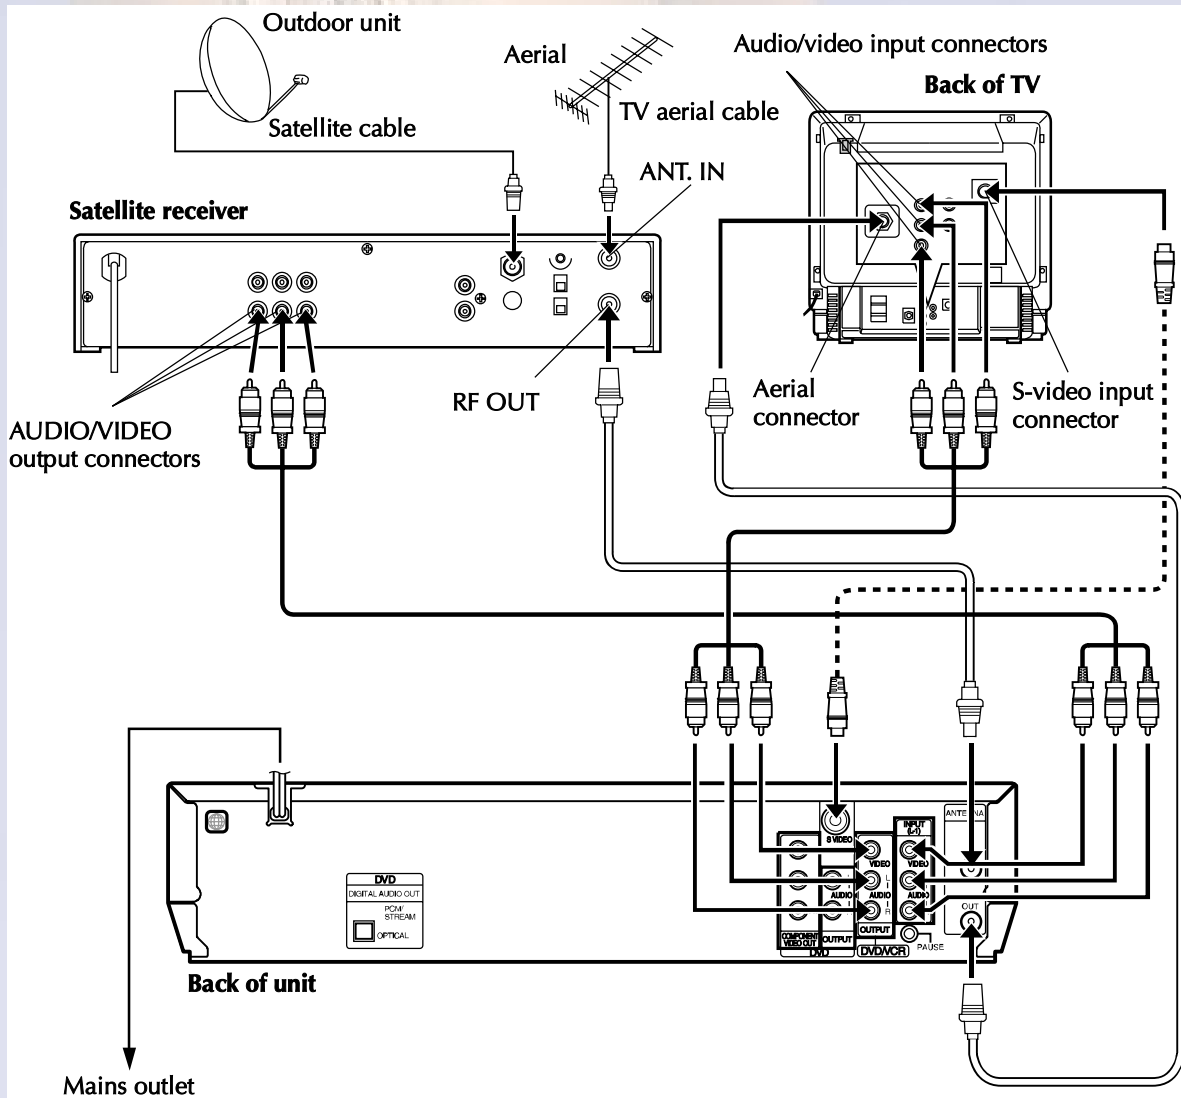 Outdoor unit
Aerial
Audio/video input connectors
Back of TV
Satellite cable
TV aerial cable
ANT. IN
Satellite receiver
RF OUT
Aerial
connector
S-video input
connector
AUDIO/VIDEO
output connectors
ANTENNA
INPUT
(L1)
S VIDEO
VIDEO
VIDEO
DVD
DIGITAL AUDIO OUT
PCM/
STREAM
OPTICAL
L
AUDIO
AUDIO
AUDIO
R
OUT
COMPONENT
VIDEO OUT
OUTPUT
OUTPUT
DVD
DVD/VCR
PAUSE
Back of unit
Mains outlet